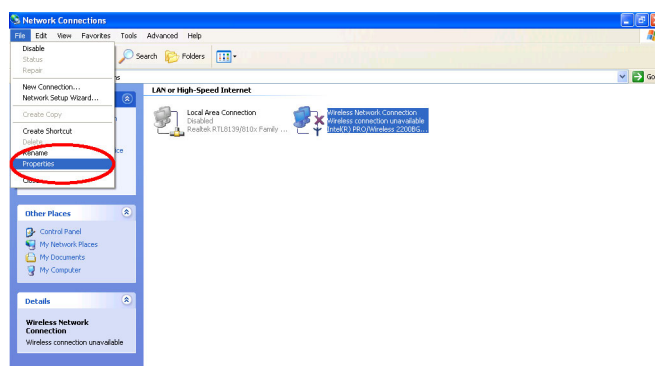 Network Connections
File Edit View Favorites Tools Advanced Help
Disable
Status
Repair
New Connection...
Network Setup Wizard...
Create Copy
Create Shortcut
Delete
Rename
Properties
Close
Search Folders
Go
LAN or High-Speed Internet
Local Area Connection
Disabled
Realtek RTL8139/810x Family ...
Wireless Network Connection
Wireless connection unavailable
Intel(R) PRO/Wireless 2200BG...
Other Places
Control Panel
My Network Places
My Documents
My Computer
Details
Wireless Network
Connection
Wireless connection unavailable